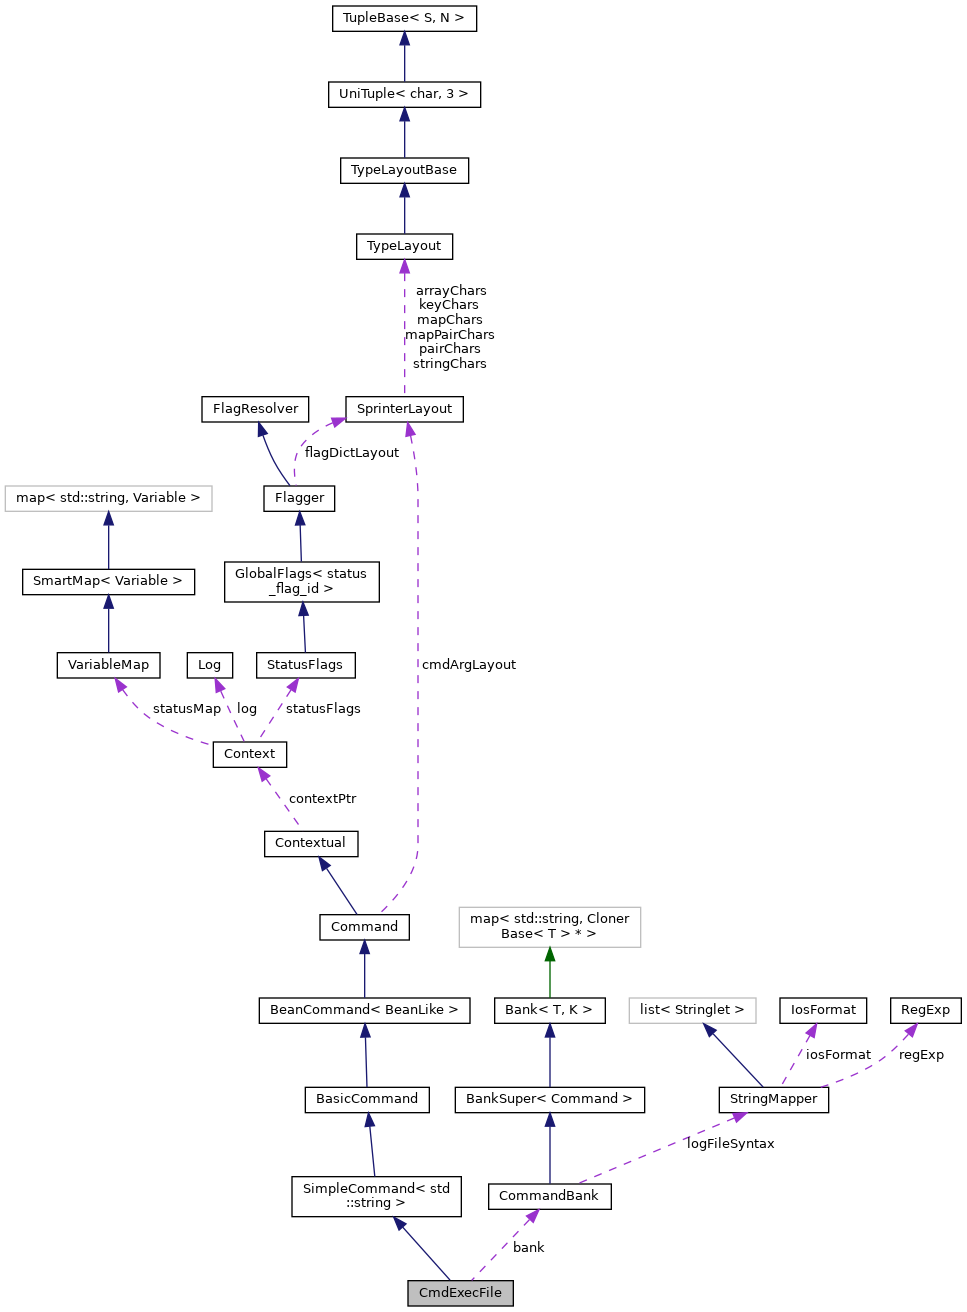 TupleBase< S, N >
UniTuple< char, 3 >
TypeLayoutBase
TypeLayout
arrayChars
keyChars
mapChars
mapPairChars
pairChars
stringChars
FlagResolver
SprinterLayout
flagDictLayout
map< std::string, Variable >
Flagger
SmartMap< Variable >
GlobalFlags< status
_flag_id >
VariableMap
Log
StatusFlags
cmdArgLayout
statusMap
log
statusFlags
Context
contextPtr
Contextual
Command
map< std::string, Cloner
Base< T > * >
BeanCommand< BeanLike >
Bank< T, K >
list< Stringlet >
IosFormat
RegExp
iosFormat
regExp
BasicCommand
BankSuper< Command >
StringMapper
logFileSyntax
SimpleCommand< std
::string >
CommandBank
bank
CmdExecFile